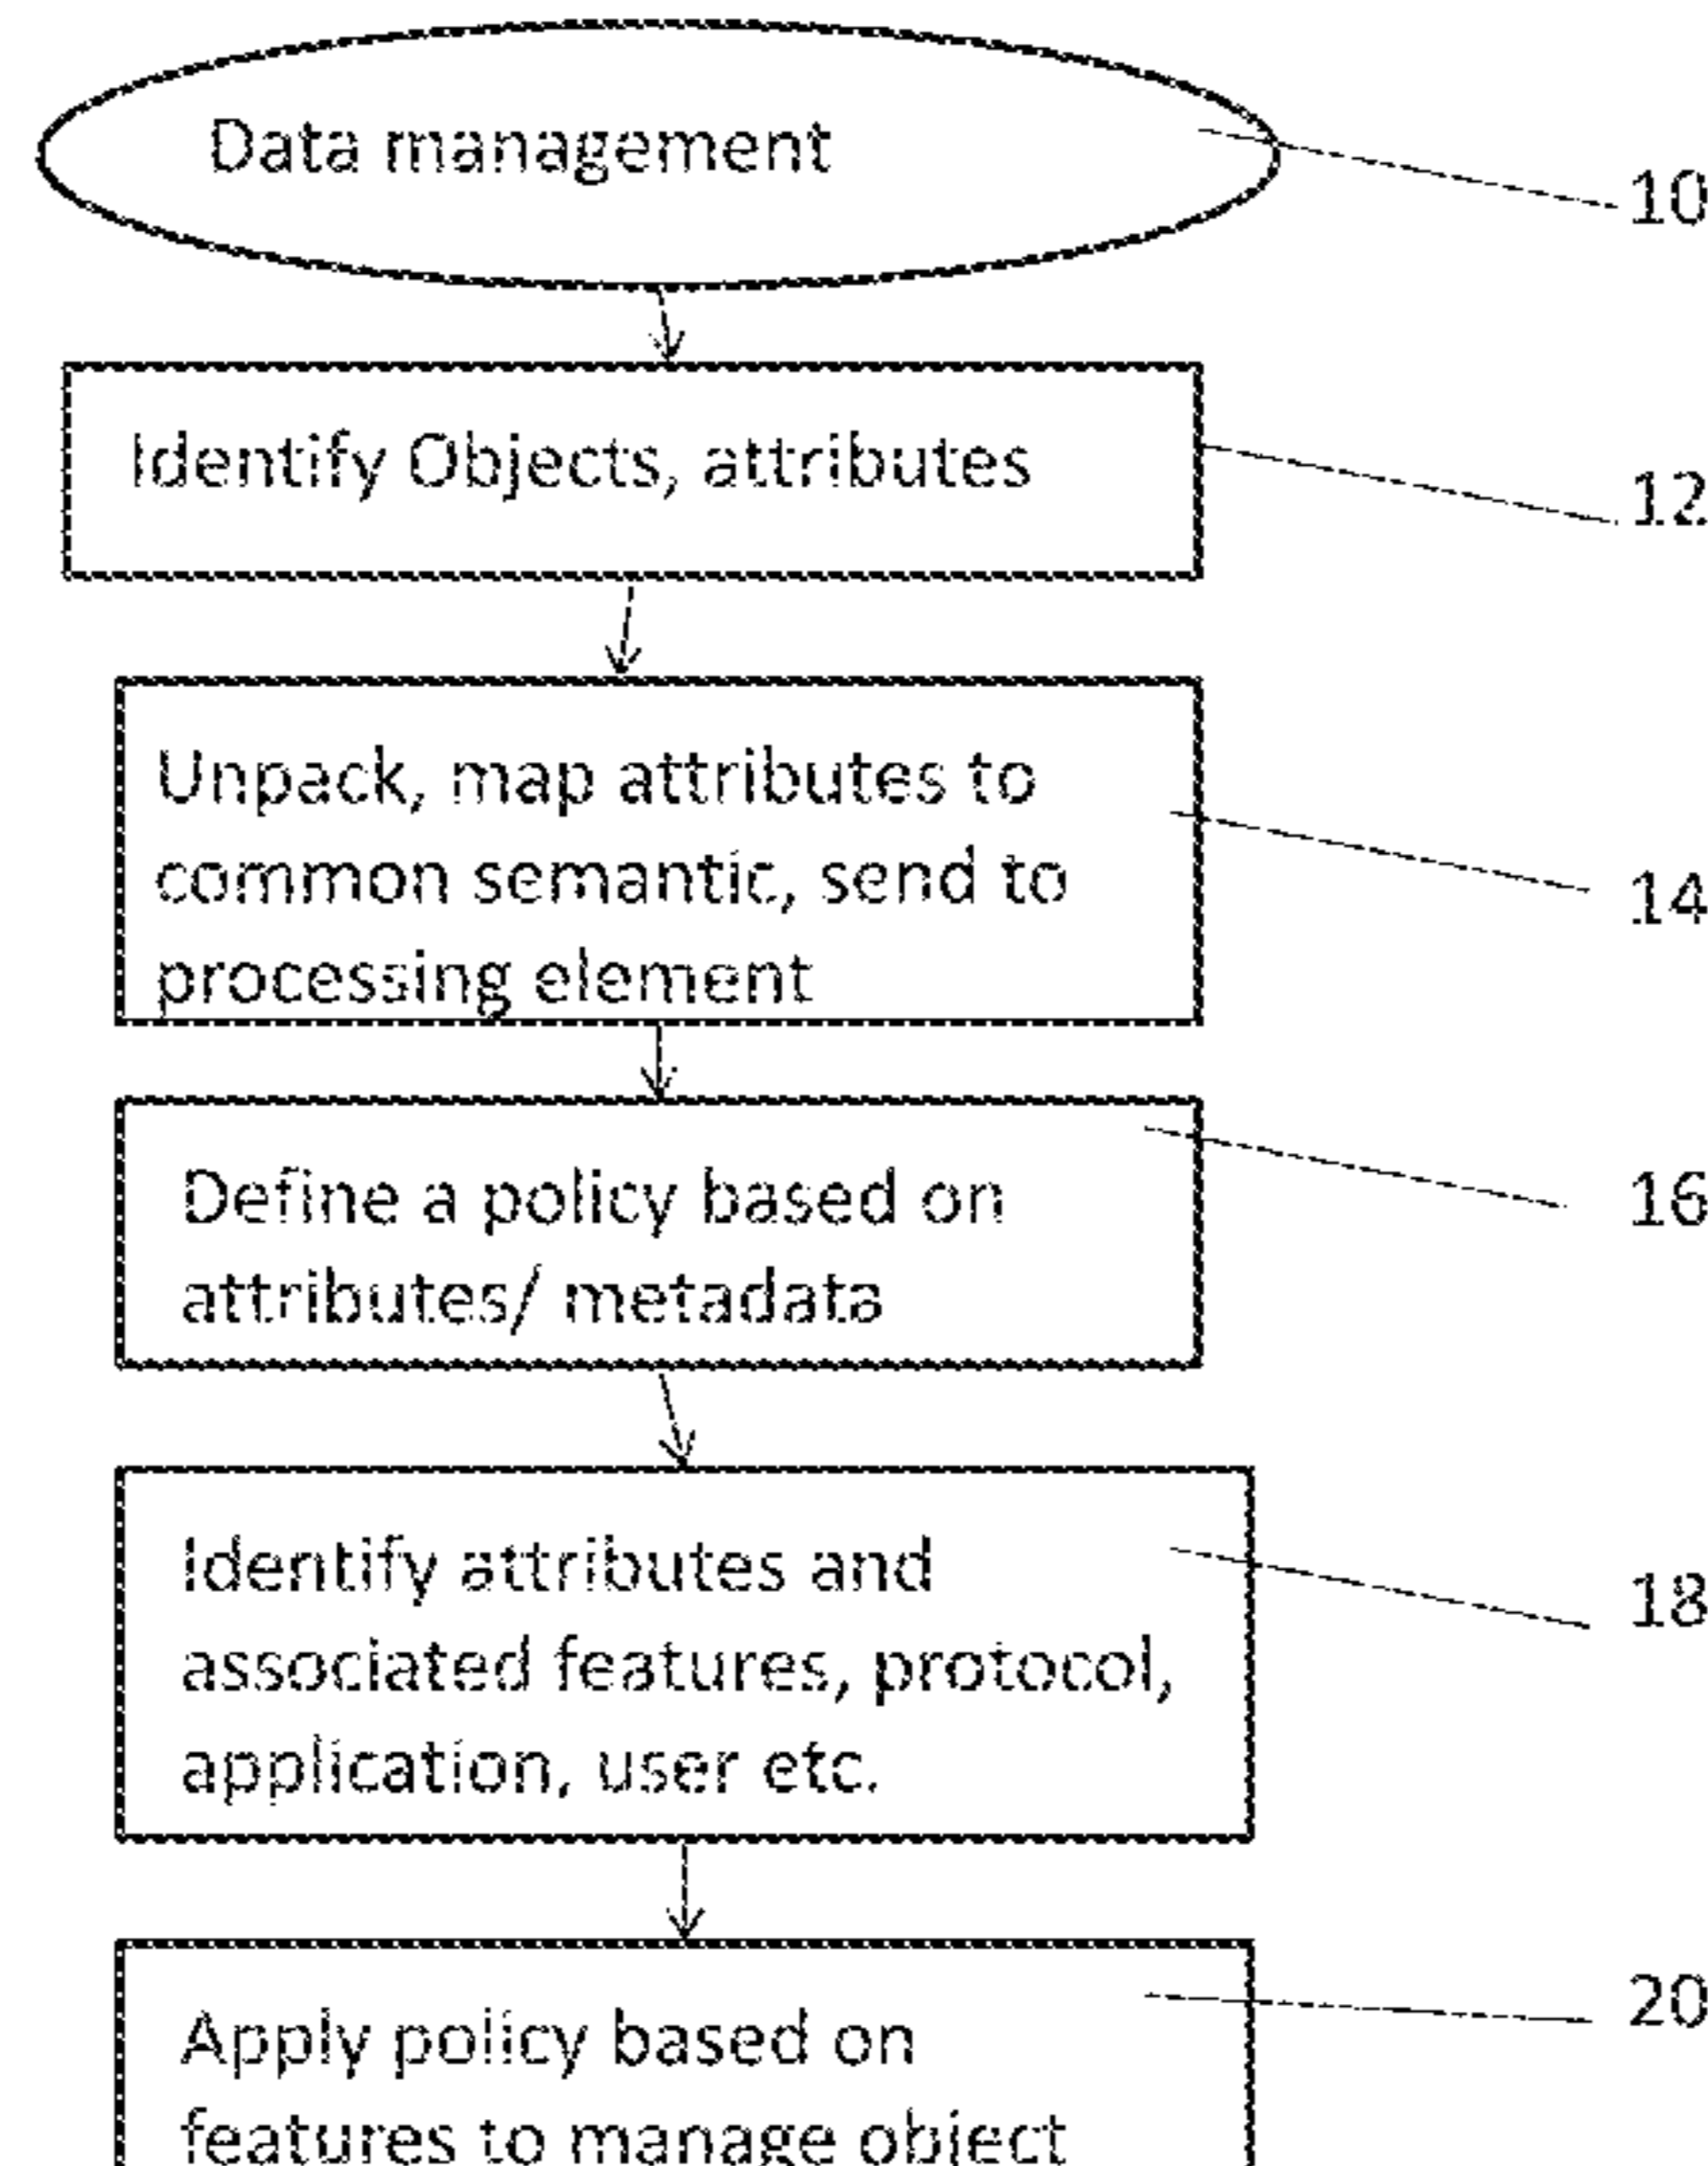 Data management
10
Identify Objects, attributes
12
Unpack, map attributes to
common semantic, send to
processing element
14
Define a policy based on
attributes/ metadata
16
Identify attributes and
associated features, protocol,
application, user etc.
18
Apply policy based on
features to manage object
20